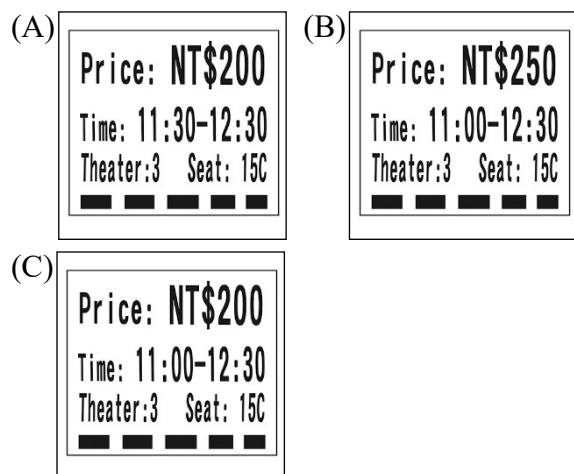 (A)
Price: NT$200
Time: 11:30-12:30
Theater:3 Seat: 15C
(B)
Price: NT$250
Time: 11:00-12:30
Theater:3 Seat: 15C
(C)
Price: NT$200
Time: 11:00-12:30
Theater:3 Seat: 15C